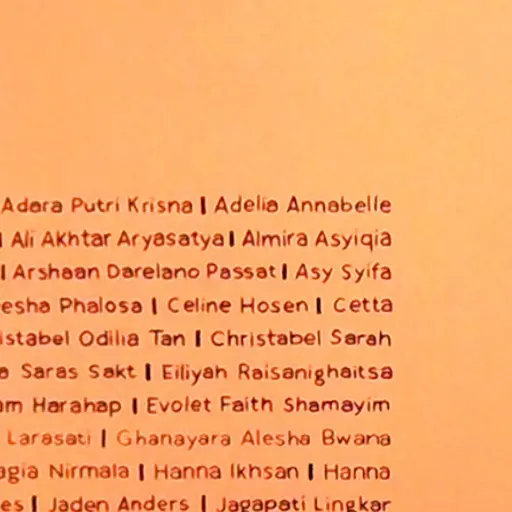 Adara Putri Krisna | Adelia Annabelle
| Ali Akhtar Aryasatya | Almira Asyiqia
| Arshaan Darelano Passat | Asy Syifa
esha Phalosa | Celine Hosen | Cetta
istabel Odilia Tan | Christabel Sarah
a Saras Sakt | Eiliyah Raisanighaitsa
am Harahap | Evolet Faith Shamayim
Larasati | Ghanayara Alesha Bwana
agia Nirmala | Hanna Ikhsan | Hanna
es | Jaden Anders | Jagapati Lingkar